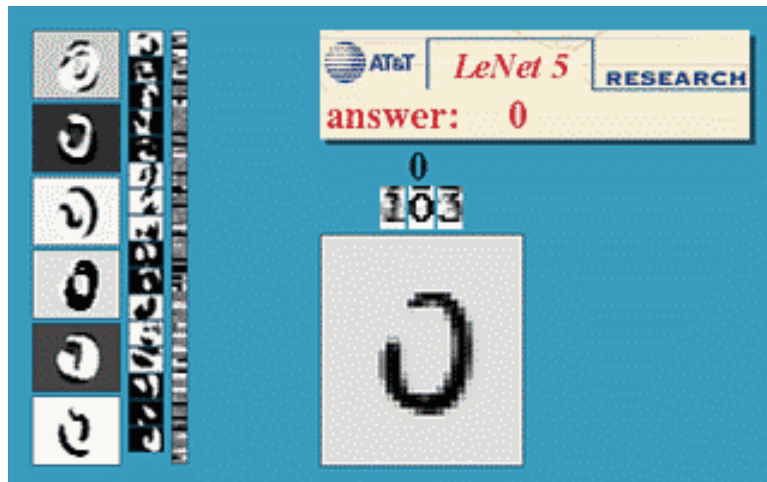 AT&T
LeNet 5
RESEARCH
answer: 0
0
103